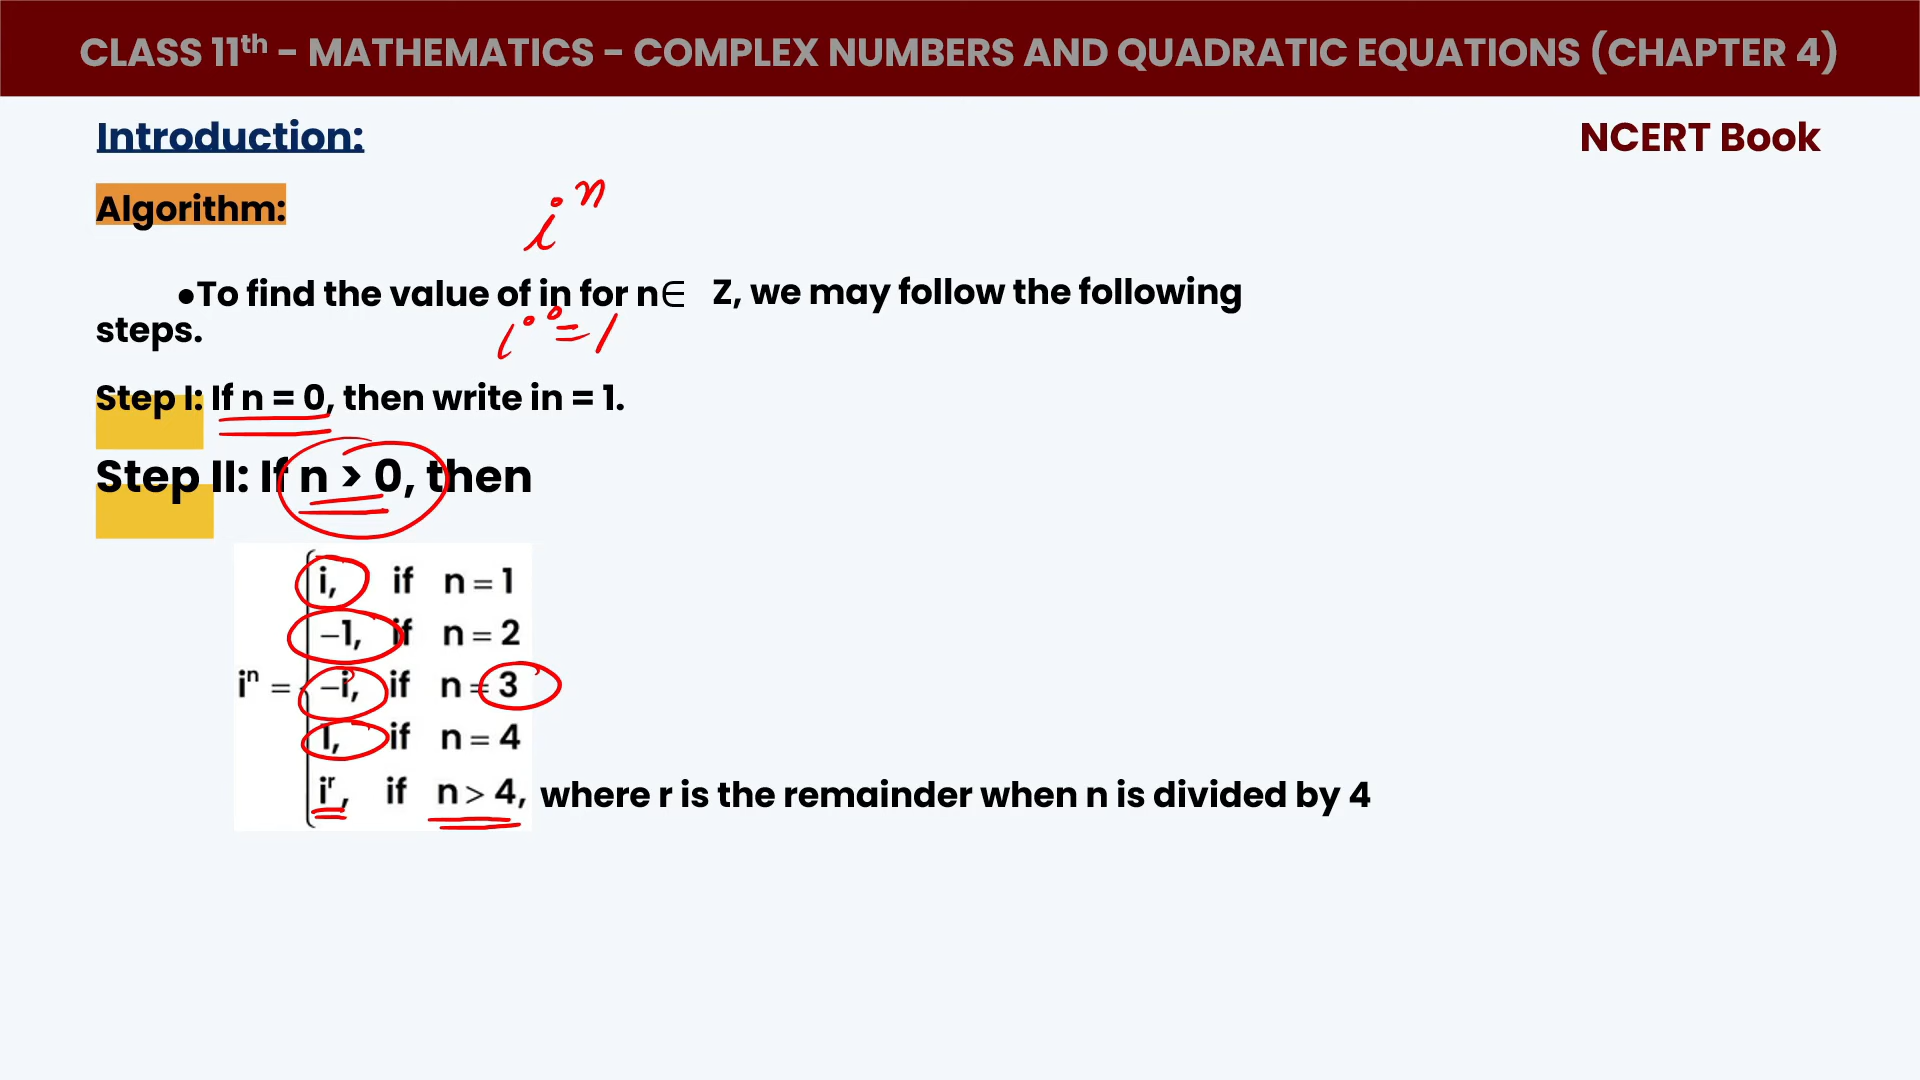 CLASS 11th - MATHEMATICS - COMPLEX NUMBERS AND QUADRATIC EQUATIONS (CHAPTER 4)
Introduction:
NCERT Book
Algorithm:
i^n
●To find the value of in for n∈ Z, we may follow the following
steps.
i^0 = 1
Step I: If n = 0, then write in = 1.
Step II: If n > 0, then
i, if n = 1
−1, if n = 2
iⁿ = −i, if n = 3
1, if n = 4
iʳ, if n > 4, where r is the remainder when n is divided by 4